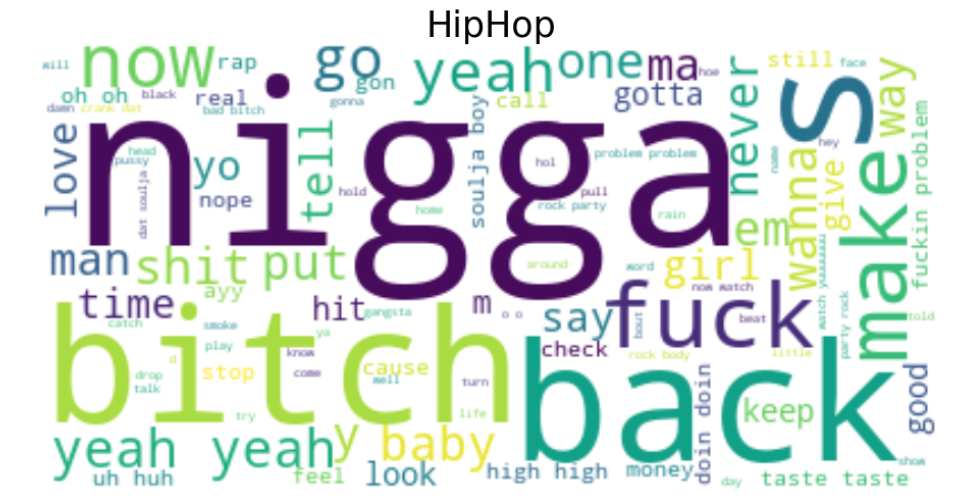 HipHop
will
now
rap
go
gon
yeah
one
ma
hoe
still
face
oh oh
black
real
gonna
call
gotta
never
S
way
damn
crank dat
bad bitch
love
nigga
head
pussy
yo
tell
soulja boy
hol
problem problem
name
hey
wanna
give
make
fuckin problem
dat soulja
nope
hold
home
pull
rock party
rain
em
man
shit
put
around
word
girl
now watch
watch yuaaaaaa
time
ayy
hit
gangsta
m
o o
say
fuck
bout
beat
party rock
told
bitch
catch
smoke
ya
check
back
play
know
d
stop
come
cause
well
rock body
little
drop
talk
turn
doin doin
keep
good
try
life
yeah yeah
y
baby
uh huh
feel
look
high high
money
day
taste taste
show